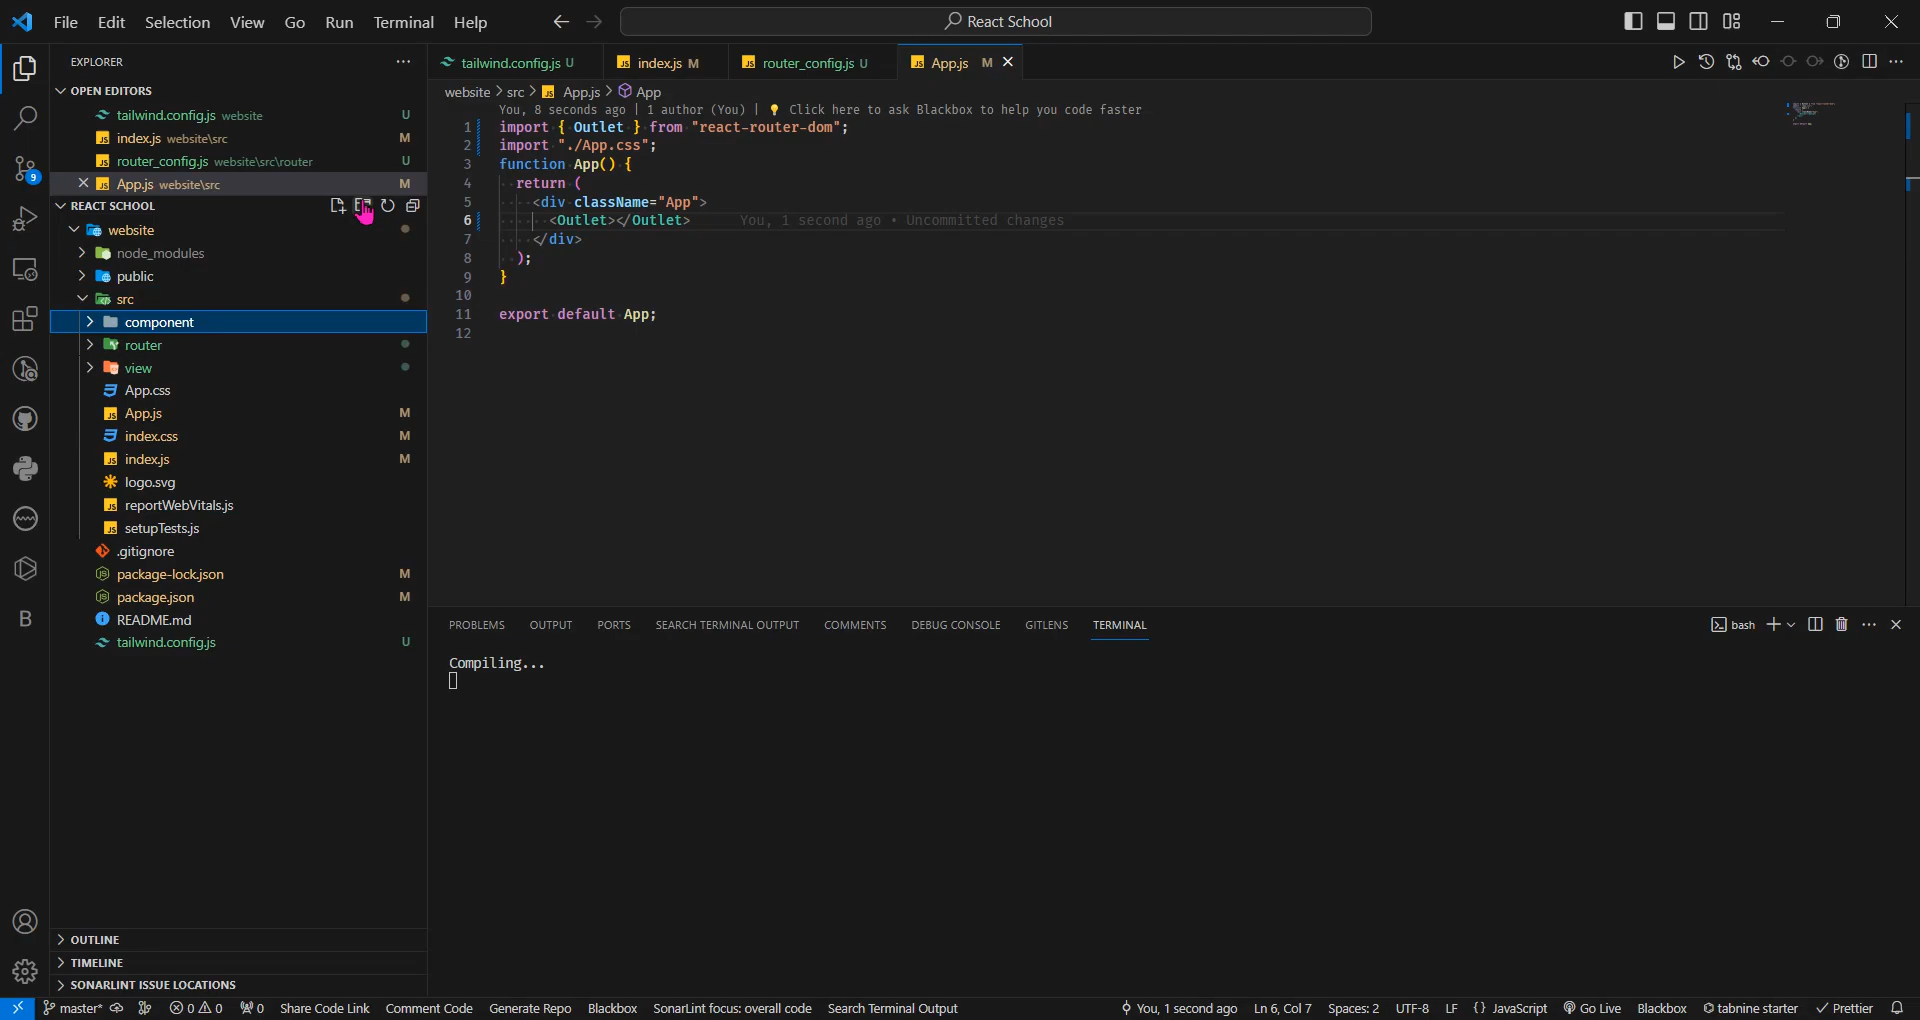 File Edit Selection View Go Run Terminal Help
React School
EXPLORER
OPEN EDITORS
tailwind.config.js website U
index.js website\src M
router_config.js website\src\router U
App.js website\src M
REACT SCHOOL
website
node_modules
public
src
component
router
view
App.css
App.js M
index.css M
index.js M
logo.svg
reportWebVitals.js
setupTests.js
.gitignore
package-lock.json M
package.json M
README.md
tailwind.config.js U
OUTLINE
TIMELINE
SONARLINT ISSUE LOCATIONS
9
B
tailwind.config.js U index.js M router_config.js U App.js M
website > src > App.js > App
You, 8 seconds ago | 1 author (You) | Click here to ask Blackbox to help you code faster
1 import { Outlet } from "react-router-dom";
2 import "./App.css";
3 function App() {
4 return (
5 <div className="App">
6 <Outlet></Outlet> You, 1 second ago • Uncommitted changes
7 </div>
8 );
9 }
10
11 export default App;
12
PROBLEMS OUTPUT PORTS SEARCH TERMINAL OUTPUT COMMENTS DEBUG CONSOLE GITLENS TERMINAL
bash
Compiling...
master* 0 0 0 Share Code Link Comment Code Generate Repo Blackbox SonarLint focus: overall code Search Terminal Output You, 1 second ago Ln 6, Col 7 Spaces: 2 UTF-8 LF {} JavaScript Go Live Blackbox tabnine starter Prettier